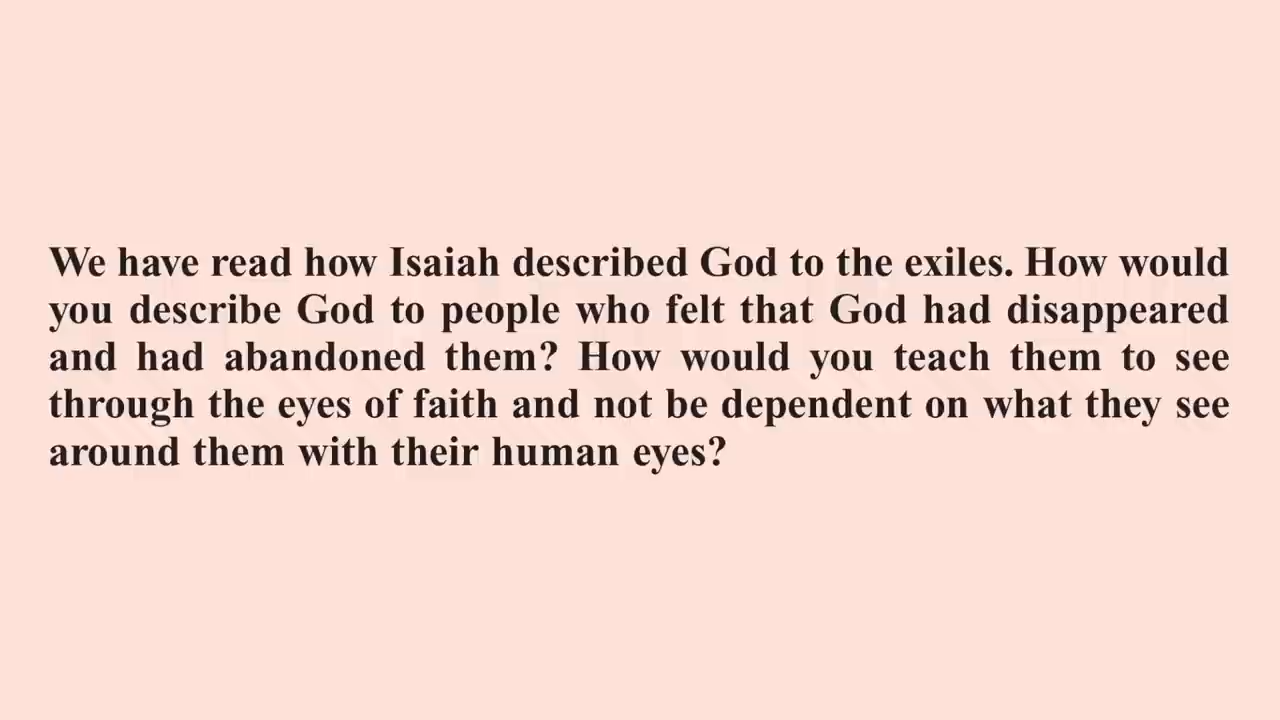 We have read how Isaiah described God to the exiles. How would
you describe God to people who felt that God had disappeared
and had abandoned them? How would you teach them to see
through the eyes of faith and not be dependent on what they see
around them with their human eyes?